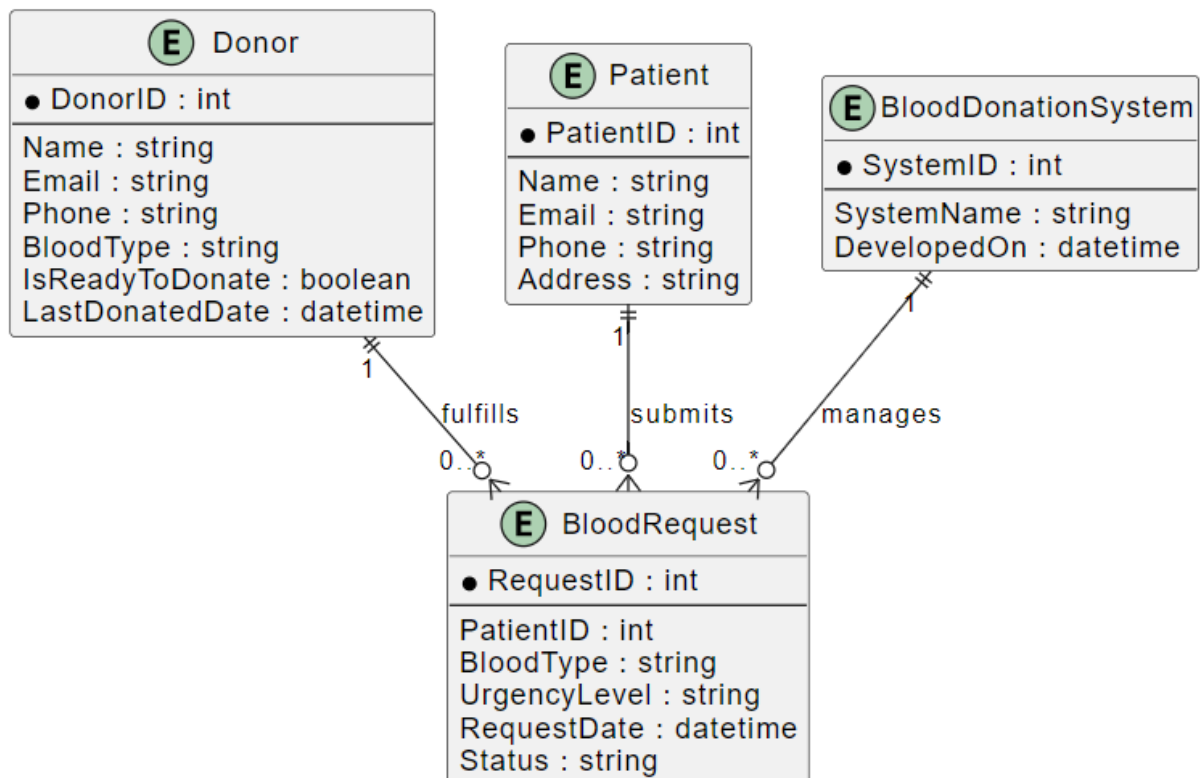 E Donor
DonorID : int
Name : string
Email : string
Phone : string
BloodType : string
IsReadyToDonate : boolean
LastDonatedDate : datetime
E Patient
PatientID : int
Name : string
Email : string
Phone : string
Address : string
E BloodDonationSystem
SystemID : int
SystemName : string
DevelopedOn : datetime
1
1
1
fulfills
submits
manages
0..*
0..*
0..*
E BloodRequest
RequestID : int
PatientID : int
BloodType : string
UrgencyLevel : string
RequestDate : datetime
Status : string